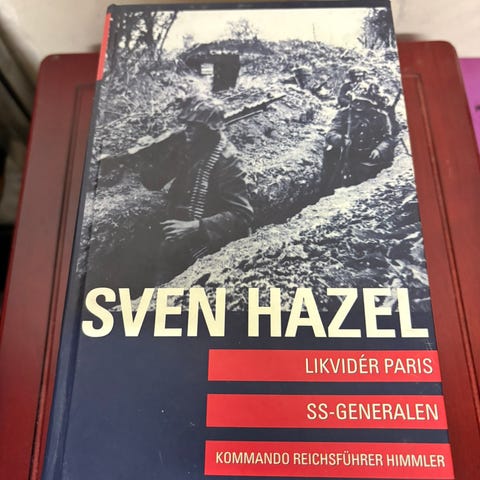 SVEN HAZEL
LIKVIDÉR PARIS
SS-GENERALEN
KOMMANDO REICHSFÜHRER HIMMLER